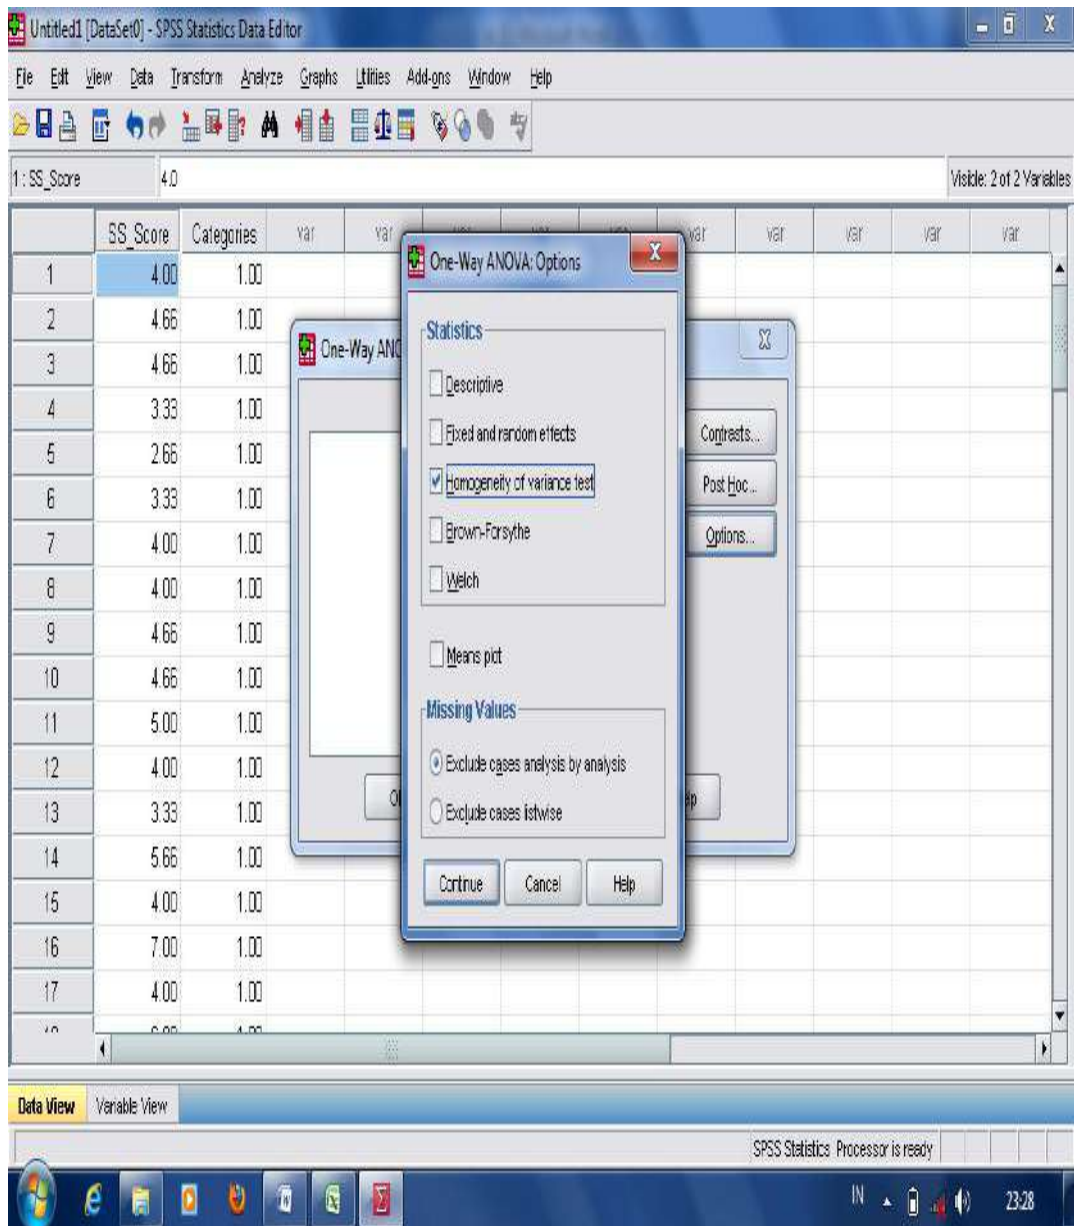 Untitled1 [DataSet0] - SPSS Statistics Data Editor
File Edit View Data Transform Analyze Graphs Utilities Add-ons Window Help
1 : SS_Score 4.0 Visible: 2 of 2 Variables
SS_Score Categories var var var var var var var
1 4.00 1.00
2 4.66 1.00
3 4.66 1.00
4 3.33 1.00
5 2.66 1.00
6 3.33 1.00
7 4.00 1.00
8 4.00 1.00
9 4.66 1.00
10 4.66 1.00
11 5.00 1.00
12 4.00 1.00
13 3.33 1.00
14 5.66 1.00
15 4.00 1.00
16 7.00 1.00
17 4.00 1.00
One-Way ANO
Contrasts...
Post Hoc...
Options...
One-Way ANOVA: Options
Statistics
Descriptive
Fixed and random effects
Homogeneity of variance test
Brown-Forsythe
Welch
Means plot
Missing Values
Exclude cases analysis by analysis
Exclude cases listwise
Continue Cancel Help
Data View Variable View
SPSS Statistics Processor is ready
IN 23:28